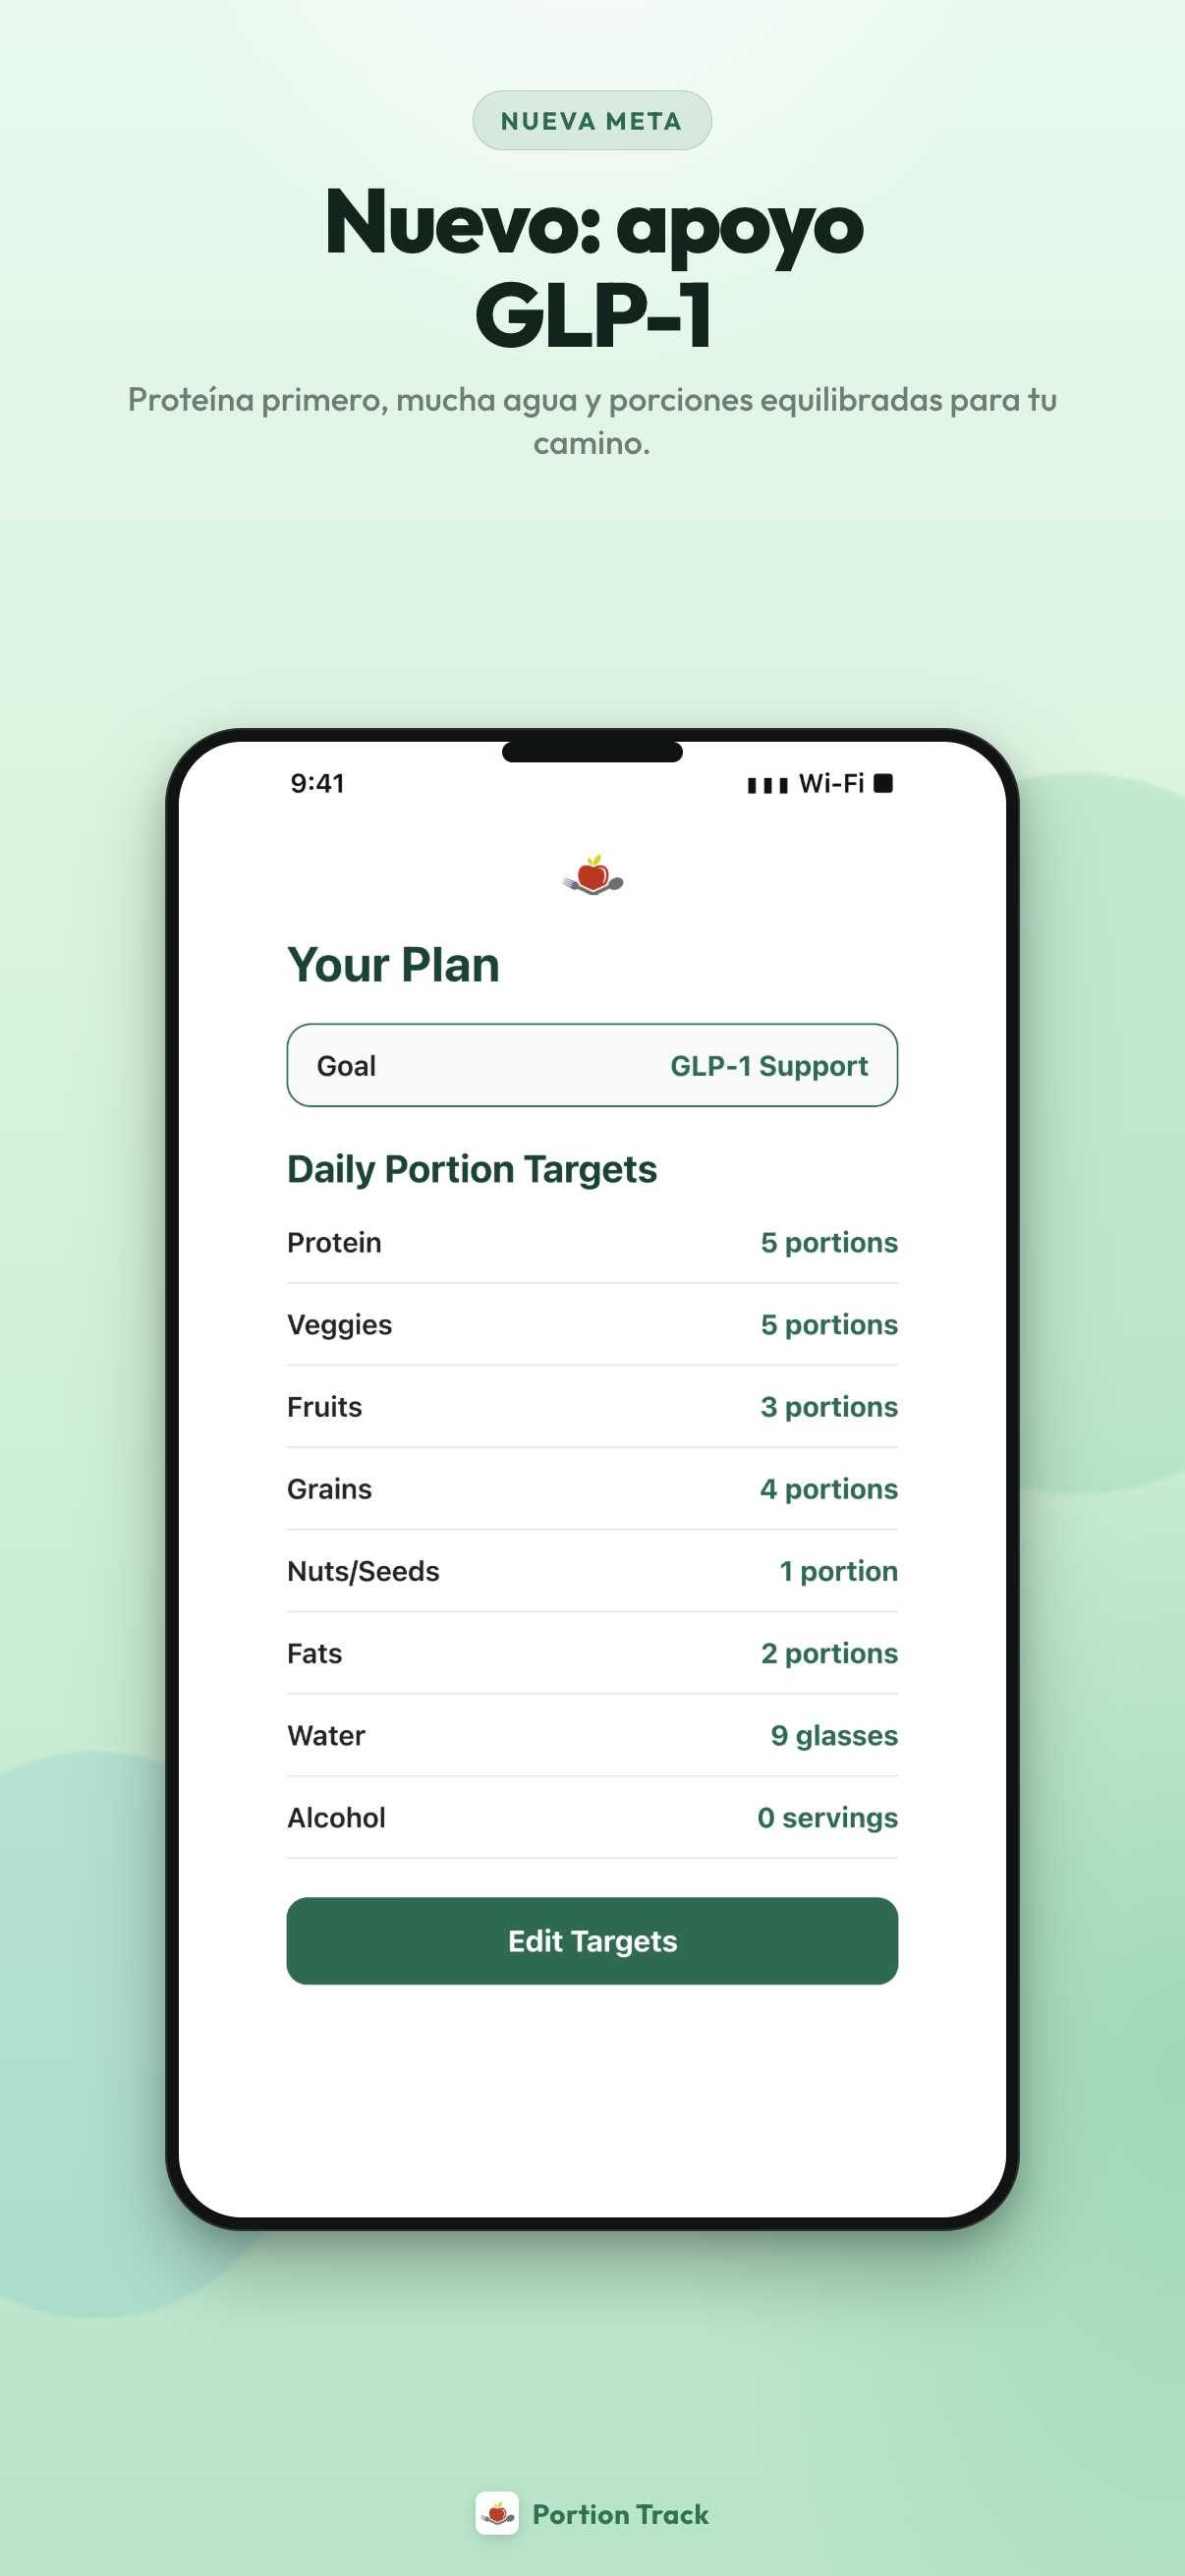 NUEVA META
Nuevo: apoyo
GLP-1
Proteína primero, mucha agua y porciones equilibradas para tu
camino.
9:41 Wi-Fi
Your Plan
Goal GLP-1 Support
Daily Portion Targets
Protein 5 portions
Veggies 5 portions
Fruits 3 portions
Grains 4 portions
Nuts/Seeds 1 portion
Fats 2 portions
Water 9 glasses
Alcohol 0 servings
Edit Targets
Portion Track